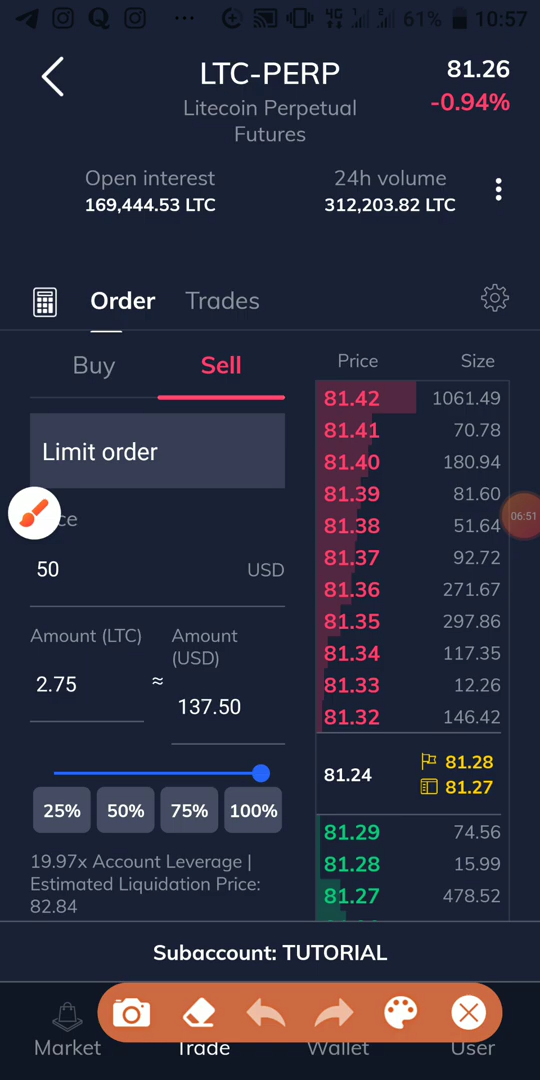 4G 61% 10:57
LTC-PERP 81.26
Litecoin Perpetual -0.94%
Futures
Open interest 24h volume
169,444.53 LTC 312,203.82 LTC
Order Trades
Buy Sell Price Size
81.42 1061.49
81.41 70.78
Limit order 81.40 180.94
81.39 81.60
ce 81.38 51.64 06:51
81.37 92.72
50 USD
81.36 271.67
81.35 297.86
Amount (LTC) Amount
(USD) 81.34 117.35
2.75 ≈ 137.50 81.33 12.26
81.32 146.42
81.24 81.28
81.27
25% 50% 75% 100%
81.29 74.56
19.97x Account Leverage | 81.28 15.99
Estimated Liquidation Price: 81.27 478.52
82.84
Subaccount: TUTORIAL
Market Trade Wallet User